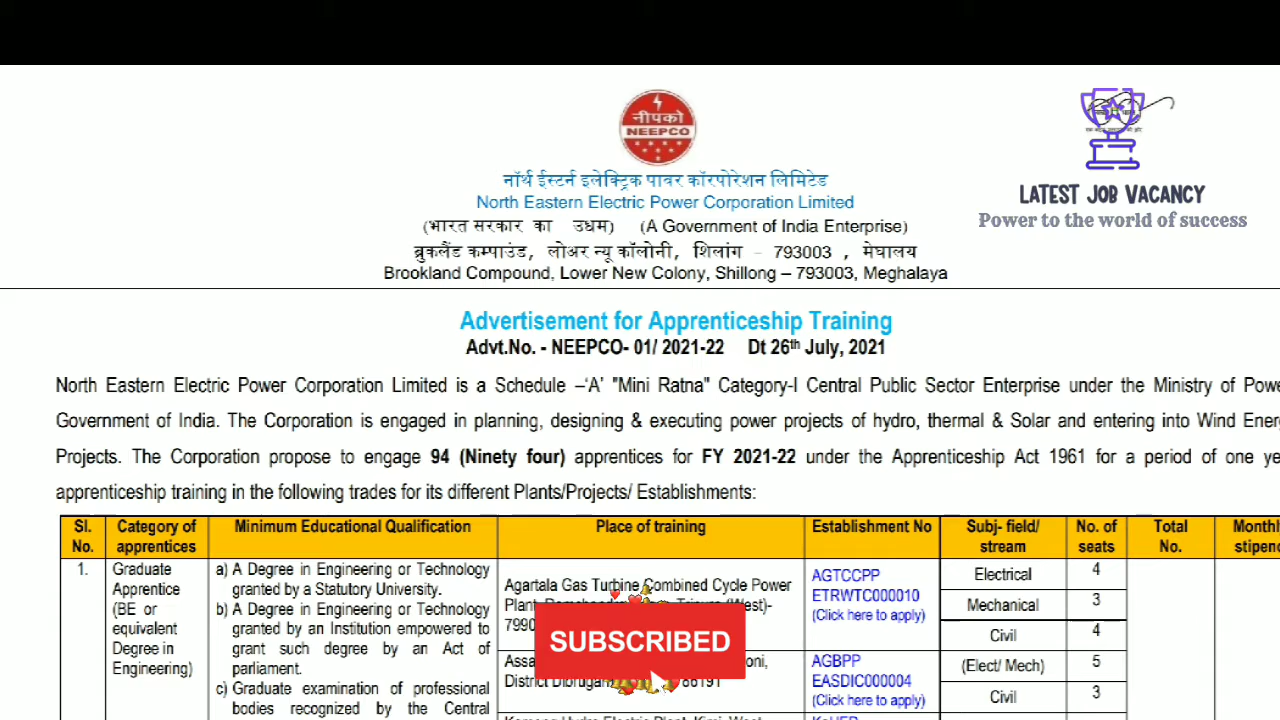 नीपको
NEEPCO
नॉर्थ ईस्टर्न इलेक्ट्रिक पावर कॉरपोरेशन लिमिटेड
North Eastern Electric Power Corporation Limited
(भारत सरकार का उधम) (A Government of India Enterprise)
ब्रुकलैंड कम्पाउंड, लोअर न्यू कॉलोनी, शिलांग – 793003 , मेघालय
Brookland Compound, Lower New Colony, Shillong – 793003, Meghalaya
LATEST JOB VACANCY
Power to the world of success
Advertisement for Apprenticeship Training
Advt.No. - NEEPCO- 01/ 2021-22 Dt 26th July, 2021
North Eastern Electric Power Corporation Limited is a Schedule –'A' "Mini Ratna" Category-I Central Public Sector Enterprise under the Ministry of Powe
Government of India. The Corporation is engaged in planning, designing & executing power projects of hydro, thermal & Solar and entering into Wind Energ
Projects. The Corporation propose to engage 94 (Ninety four) apprentices for FY 2021-22 under the Apprenticeship Act 1961 for a period of one ye
apprenticeship training in the following trades for its different Plants/Projects/ Establishments:
Sl. No. Category of apprentices Minimum Educational Qualification Place of training Establishment No Subj- field/ stream No. of seats Total No. Monthly stipend
1. Graduate Apprentice (BE or equivalent Degree in Engineering)
a) A Degree in Engineering or Technology
granted by a Statutory University.
b) A Degree in Engineering or Technology
granted by an Institution empowered to
grant such degree by an Act of
parliament.
c) Graduate examination of professional
bodies recognized by the Central
Agartala Gas Turbine Combined Cycle Power
Plant, (West)-
7990
AGTCCPP
ETRWTC000010
(Click here to apply)
Electrical 4
Mechanical 3
Civil 4
SUBSCRIBED
Assa oni,
District Dibrugar 86191
AGBPP
EASDIC000004
(Click here to apply)
(Elect/ Mech) 5
Civil 3